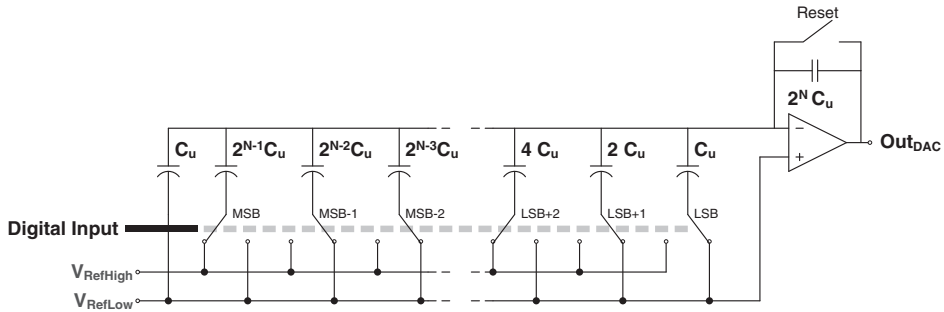 Reset
2^N C_u
−
+
Out_DAC
C_u 2^N-1 C_u 2^N-2 C_u 2^N-3 C_u 4 C_u 2 C_u C_u
MSB MSB-1 MSB-2 LSB+2 LSB+1 LSB
Digital Input
V_RefHigh
V_RefLow